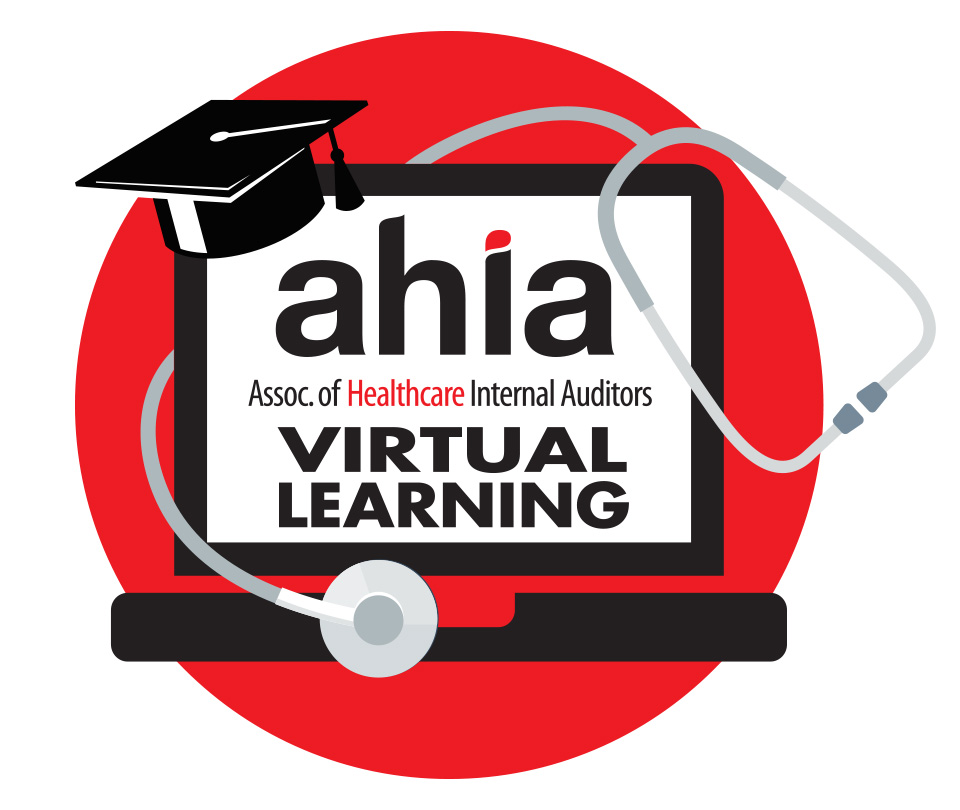 ahia
Assoc. of Healthcare Internal Auditors
VIRTUAL
LEARNING